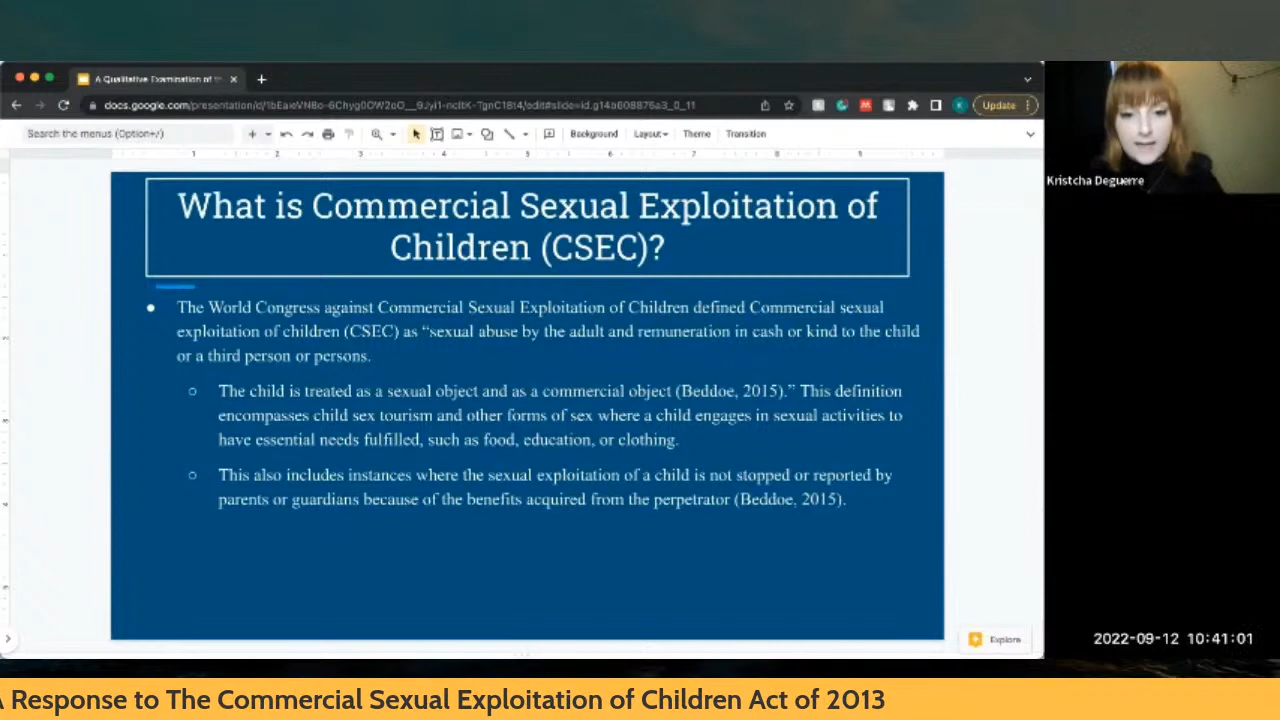 A Qualitative Examination of
Update
Search the menus (Option+/)
Background
Layout
Theme
Transition
What is Commercial Sexual Exploitation of
Children (CSEC)?
Kristcha Deguerre
● The World Congress against Commercial Sexual Exploitation of Children defined Commercial sexual
exploitation of children (CSEC) as “sexual abuse by the adult and remuneration in cash or kind to the child
or a third person or persons.
○ The child is treated as a sexual object and as a commercial object (Beddoe, 2015).” This definition
encompasses child sex tourism and other forms of sex where a child engages in sexual activities to
have essential needs fulfilled, such as food, education, or clothing.
○ This also includes instances where the sexual exploitation of a child is not stopped or reported by
parents or guardians because of the benefits acquired from the perpetrator (Beddoe, 2015).
Explore
2022-09-12 10:41:01
A Response to The Commercial Sexual Exploitation of Children Act of 2013